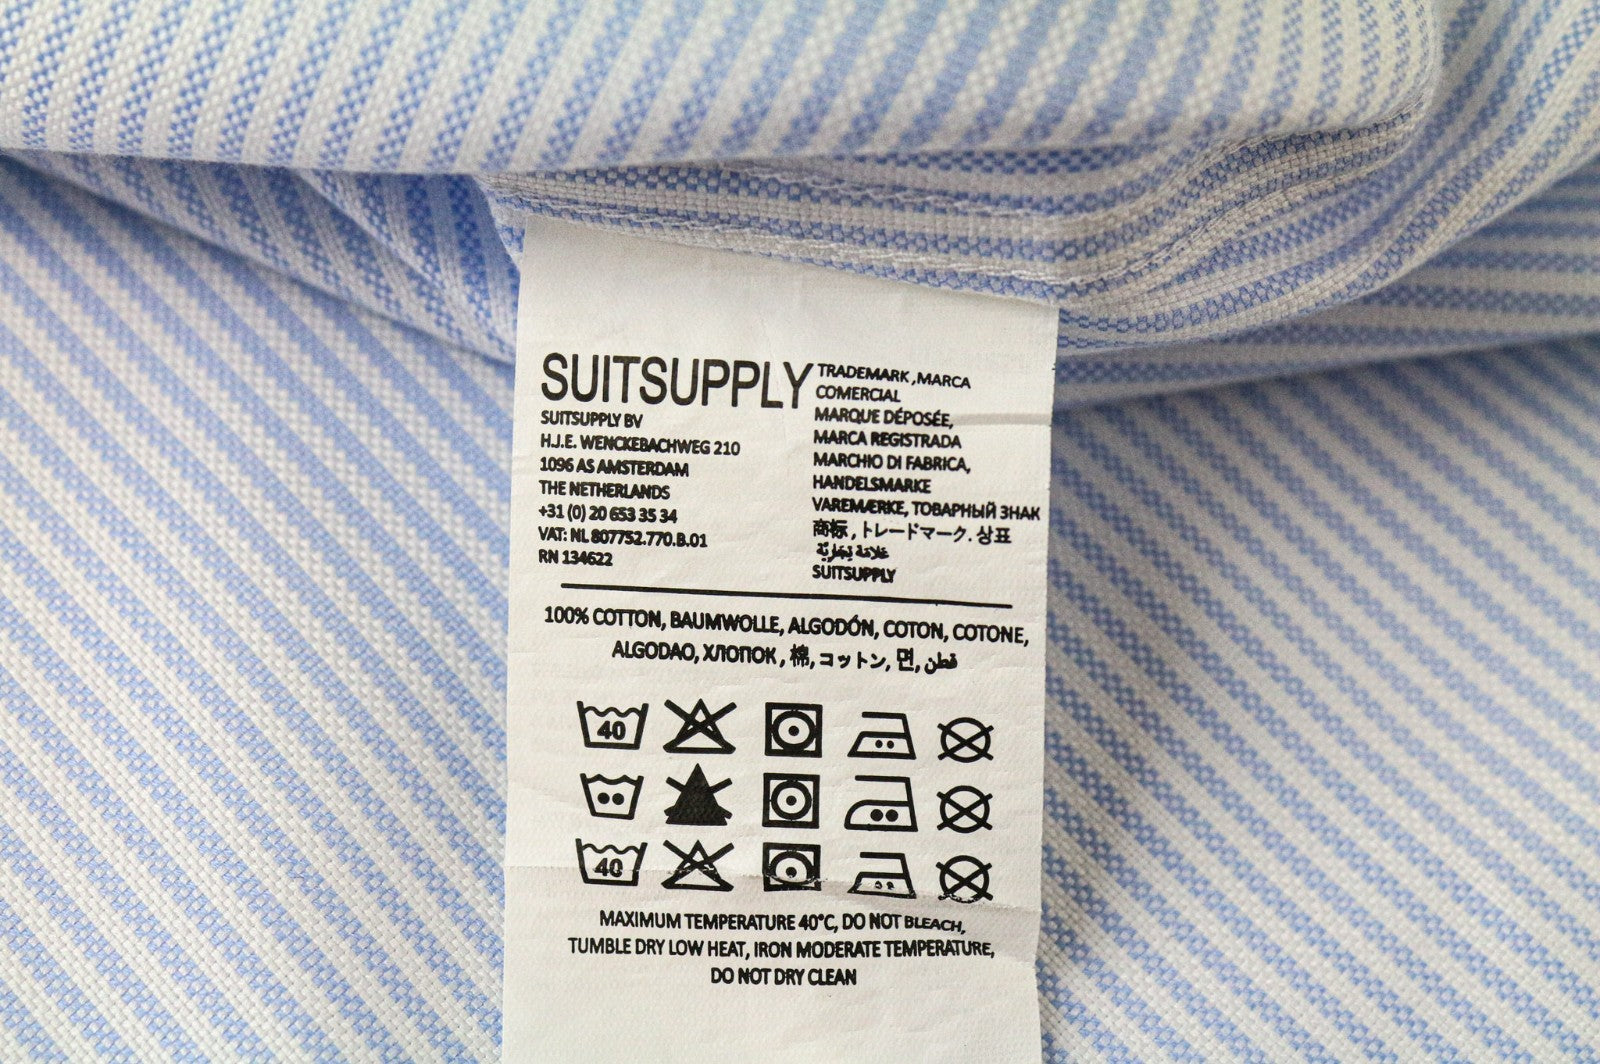 SUITSUPPLY
SUITSUPPLY BV
H.J.E. WENCKEBACHWEG 210
1096 AS AMSTERDAM
THE NETHERLANDS
+31 (0) 20 653 35 34
VAT: NL 807752.770.B.01
RN 134622
TRADEMARK ,MARCA
COMERCIAL
MARQUE DÉPOSÉE,
MARCA REGISTRADA
MARCHIO DI FABRICA,
HANDELSMARKE
VAREMÆRKE, ТОВАРНЫЙ ЗНАК
商标 , トレードマーク. 상표
علامة تجارية
SUITSUPPLY
100% COTTON, BAUMWOLLE, ALGODÓN, COTON, COTONE,
ALGODAO, ХЛОПОК , 棉, コットン, 면, قطن
40
40
MAXIMUM TEMPERATURE 40°C, DO NOT BLEACH,
TUMBLE DRY LOW HEAT, IRON MODERATE TEMPERATURE,
DO NOT DRY CLEAN